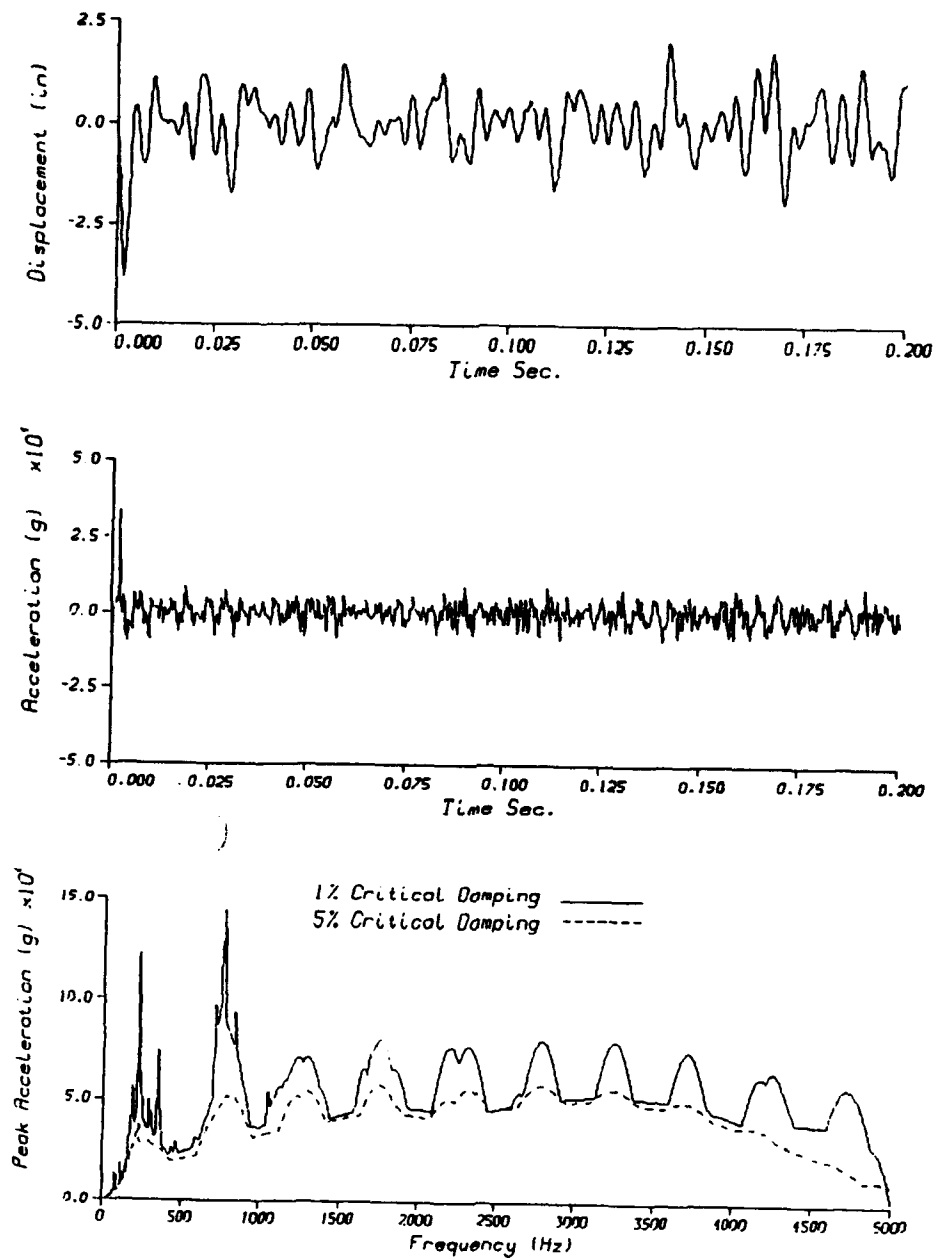 2.5
0.0
-2.5
-5.0
Displacement (in)
0.000 0.025 0.050 0.075 0.100 0.125 0.150 0.175 0.200
Time Sec.
Acceleration (g) x10¹
5.0
2.5
0.0
-2.5
-5.0
0.000 0.025 0.050 0.075 0.100 0.125 0.150 0.175 0.200
Time Sec.
Peak Acceleration (g) x10¹
15.0
10.0
5.0
0.0
1% Critical Damping
5% Critical Damping
0 500 1000 1500 2000 2500 3000 3500 4000 4500 5000
Frequency (Hz)